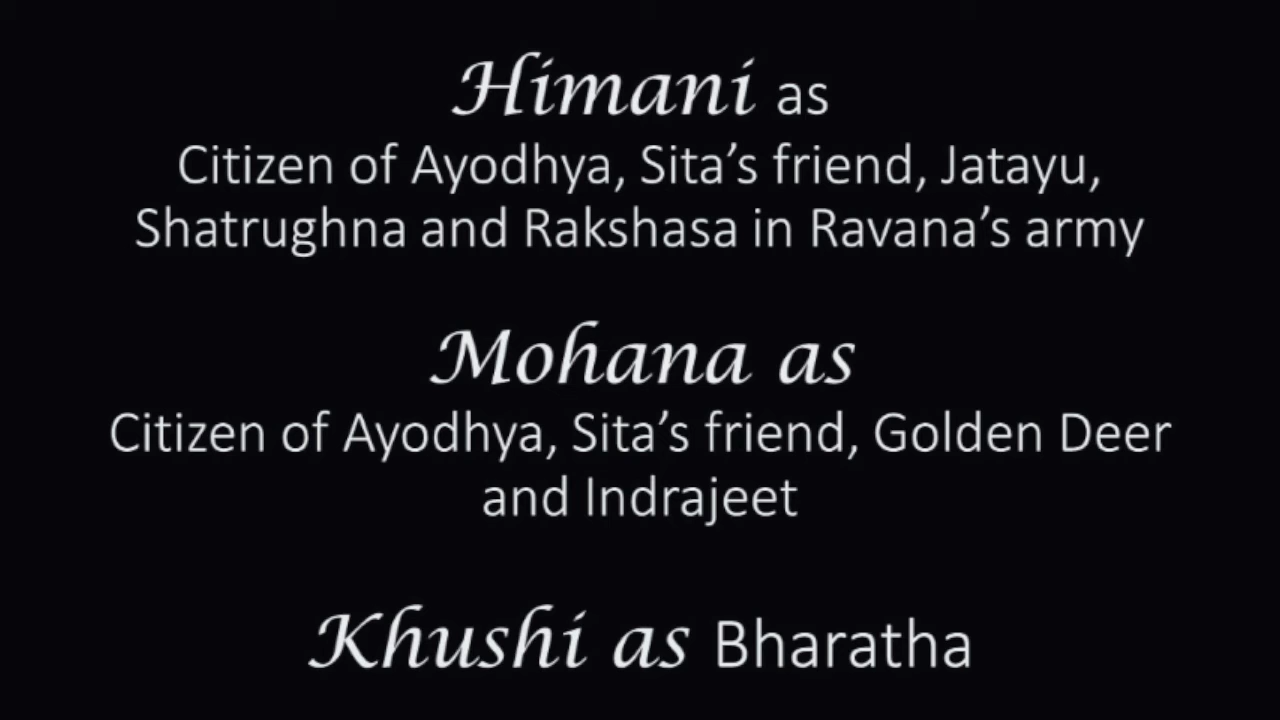 Himani as
Citizen of Ayodhya, Sita’s friend, Jatayu,
Shatrughna and Rakshasa in Ravana’s army
Mohana as
Citizen of Ayodhya, Sita’s friend, Golden Deer
and Indrajeet
Khushi as Bharatha